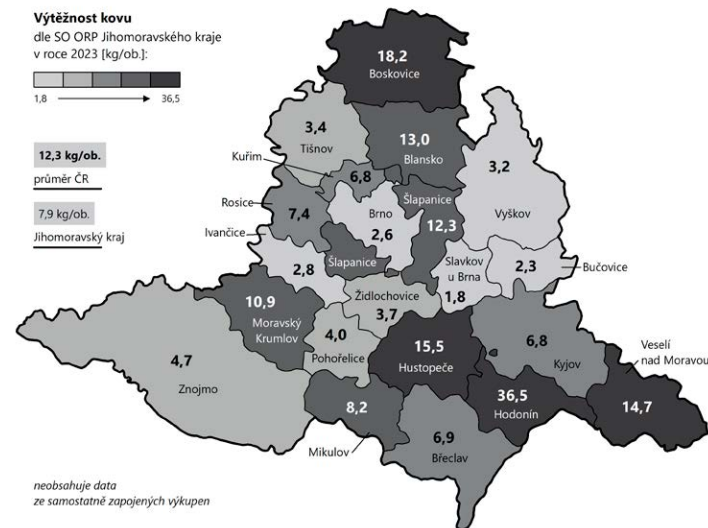 Výtěžnost kovu
dle SO ORP Jihomoravského kraje
v roce 2023 [kg/ob.]:
1,8
36,5
12,3 kg/ob.
průměr ČR
7,9 kg/ob.
Jihomoravský kraj
18,2
Boskovice
3,4
Tišnov
13,0
Blansko
3,2
Vyškov
Kuřim
6,8
Rosice
7,4
Brno
2,6
Šlapanice
12,3
Ivančice
2,8
Šlapanice
Slavkov
u Brna
1,8
2,3
Bučovice
10,9
Moravský
Krumlov
Židlochovice
3,7
4,0
Pohořelice
15,5
Hustopeče
6,8
Kyjov
Veselí
nad Moravou
4,7
Znojmo
36,5
Hodonín
14,7
8,2
Mikulov
6,9
Břeclav
neobsahuje data
ze samostatně zapojených výkupen